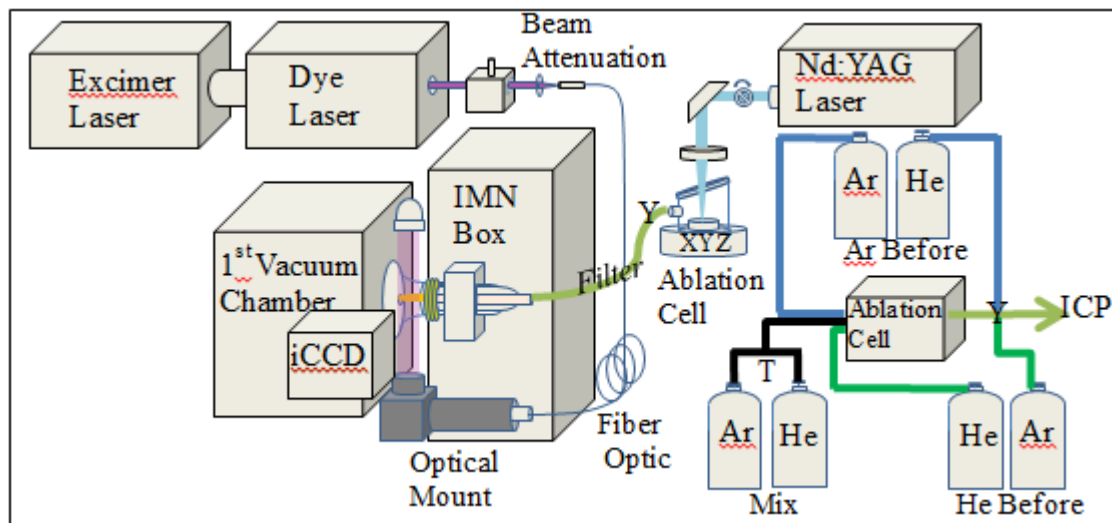 Beam
Attenuation
Excimer
Laser
Dye
Laser
Nd:YAG
Laser
IMN
Box
1st Vacuum
Chamber
iCCD
Y
Filter
XYZ
Ablation
Cell
Optical
Mount
Fiber
Optic
Ar
He
Ar Before
Ablation
Cell
Y
ICP
T
Ar
He
Mix
He
Ar
He Before